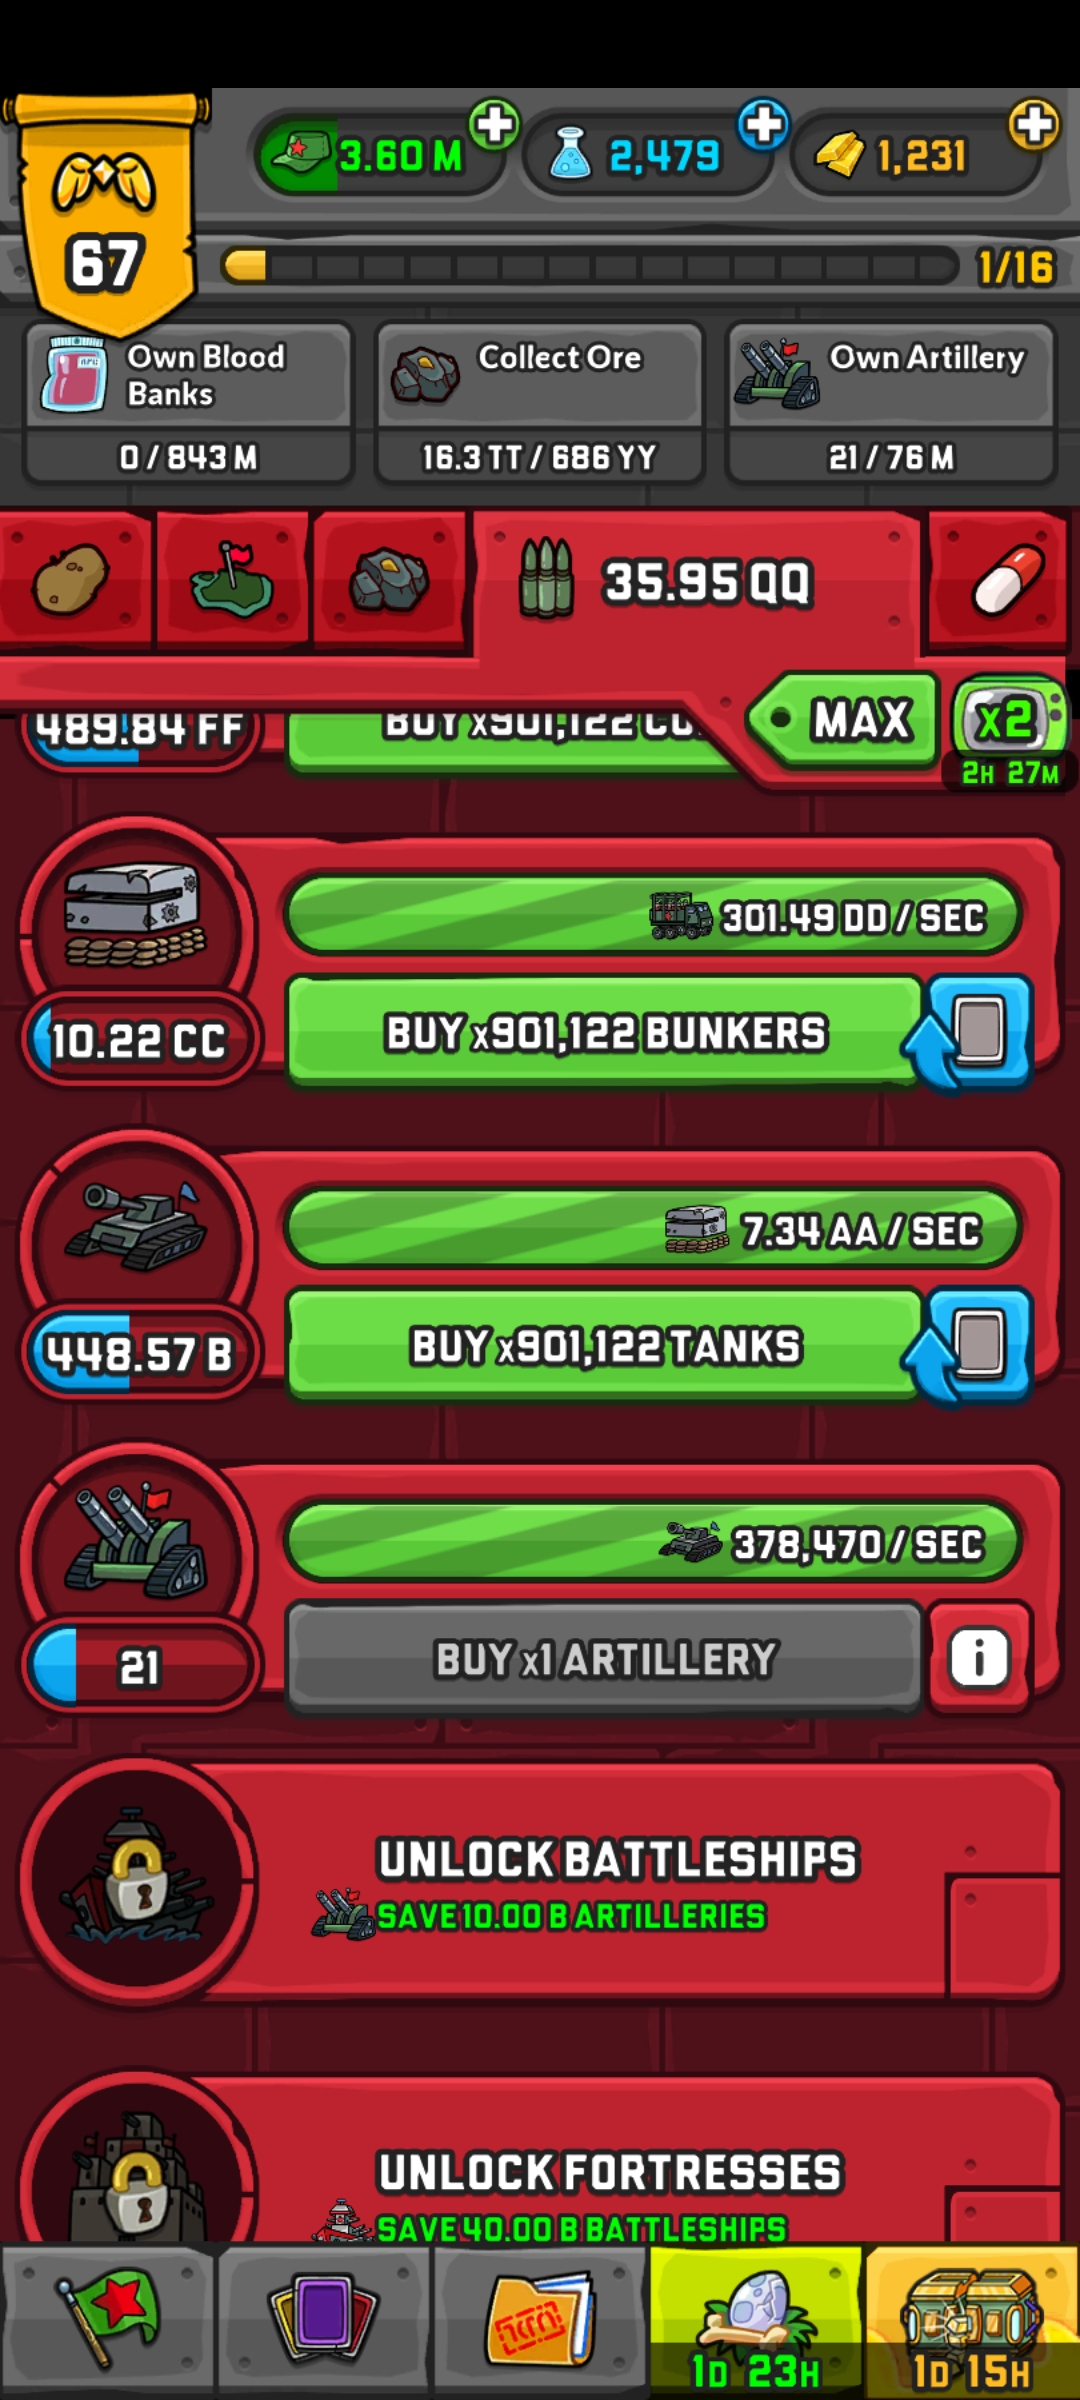 67
3.60 M
2,479
1,231
1/16
Own Blood Banks
0 / 843 M
Collect Ore
16.3 TT / 686 YY
Own Artillery
21 / 76 M
35.95 QQ
MAX
x2
2H 27M
489.84 FF
BUY x901,122
301.49 DD / SEC
10.22 CC
BUY x901,122 BUNKERS
7.34 AA / SEC
448.57 B
BUY x901,122 TANKS
378,470 / SEC
21
BUY x1 ARTILLERY
i
UNLOCK BATTLESHIPS
SAVE 10.00 B ARTILLERIES
UNLOCK FORTRESSES
SAVE 40.00 B BATTLESHIPS
1D 23H
1D 15H